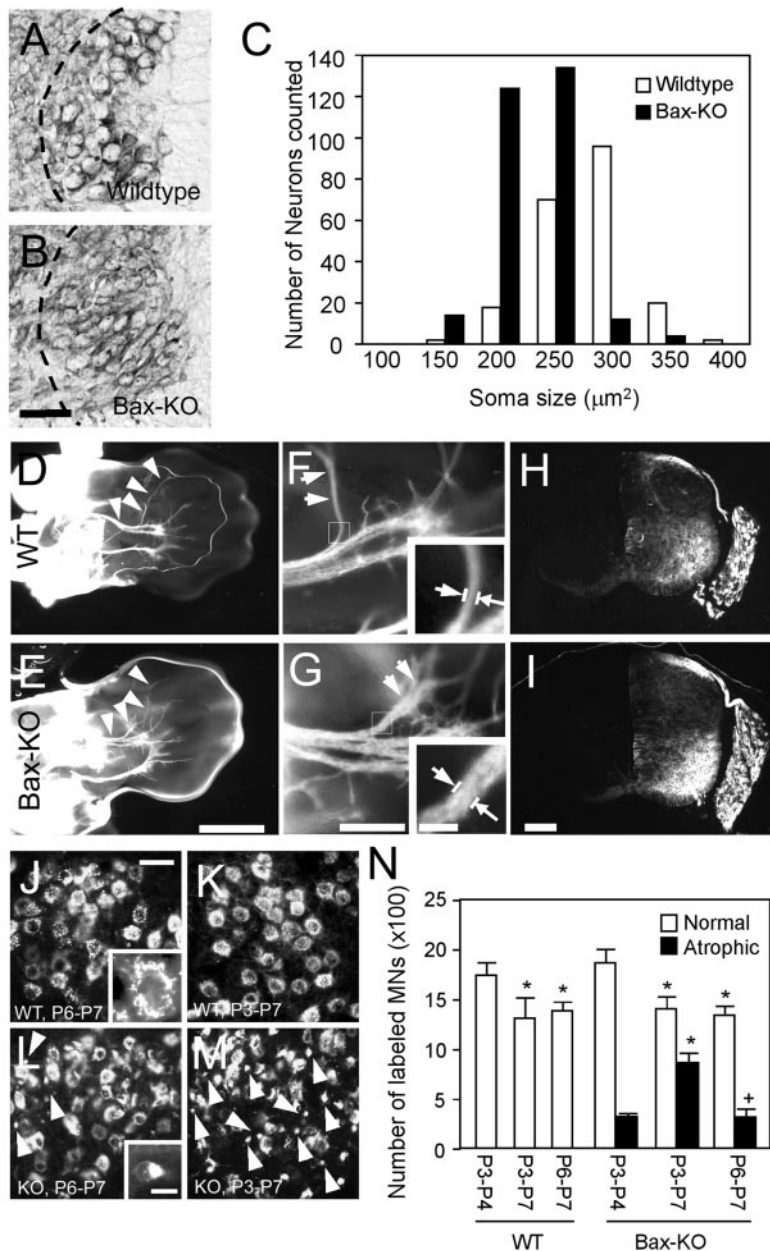 A
Wildtype
B
Bax-KO
C
Number of Neurons counted
140
120
100
80
60
40
20
0
Wildtype
Bax-KO
100 150 200 250 300 350 400
Soma size (μm²)
D
WT
F
H
E
Bax-KO
G
I
J
WT, P6-P7
K
WT, P3-P7
L
KO, P6-P7
M
KO, P3-P7
N
Number of labeled MNs (x100)
25
20
15
10
5
0
Normal
Atrophic
* * * * * +
P3-P4 P3-P7 P6-P7 P3-P4 P3-P7 P6-P7
WT Bax-KO